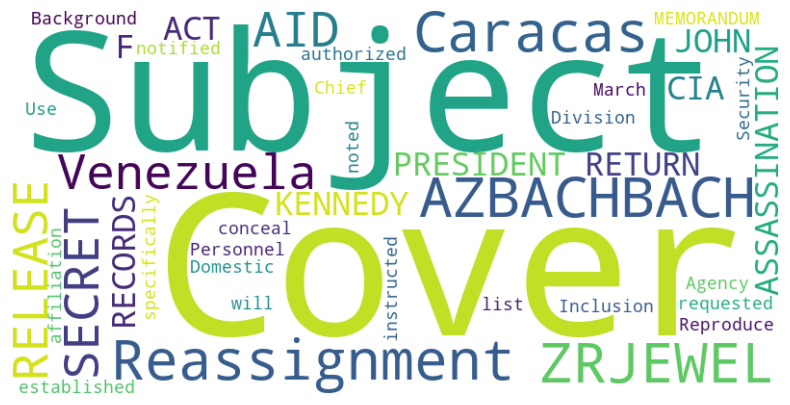 Background
ACT
AID
Caracas
MEMORANDUM
F
notified
authorized
JOHN
Subject
Use
Chief
March
CIA
Security
noted
Division
ASSASSINATION
Venezuela
PRESIDENT
RETURN
RELEASE
SECRET
RECORDS
specifically
KENNEDY
AZBACHBACH
Cover
conceal
Personnel
Domestic
affiliation
instructed
will
list
Inclusion
Agency
requested
Reproduce
Reassignment
ZRJEWEL
established